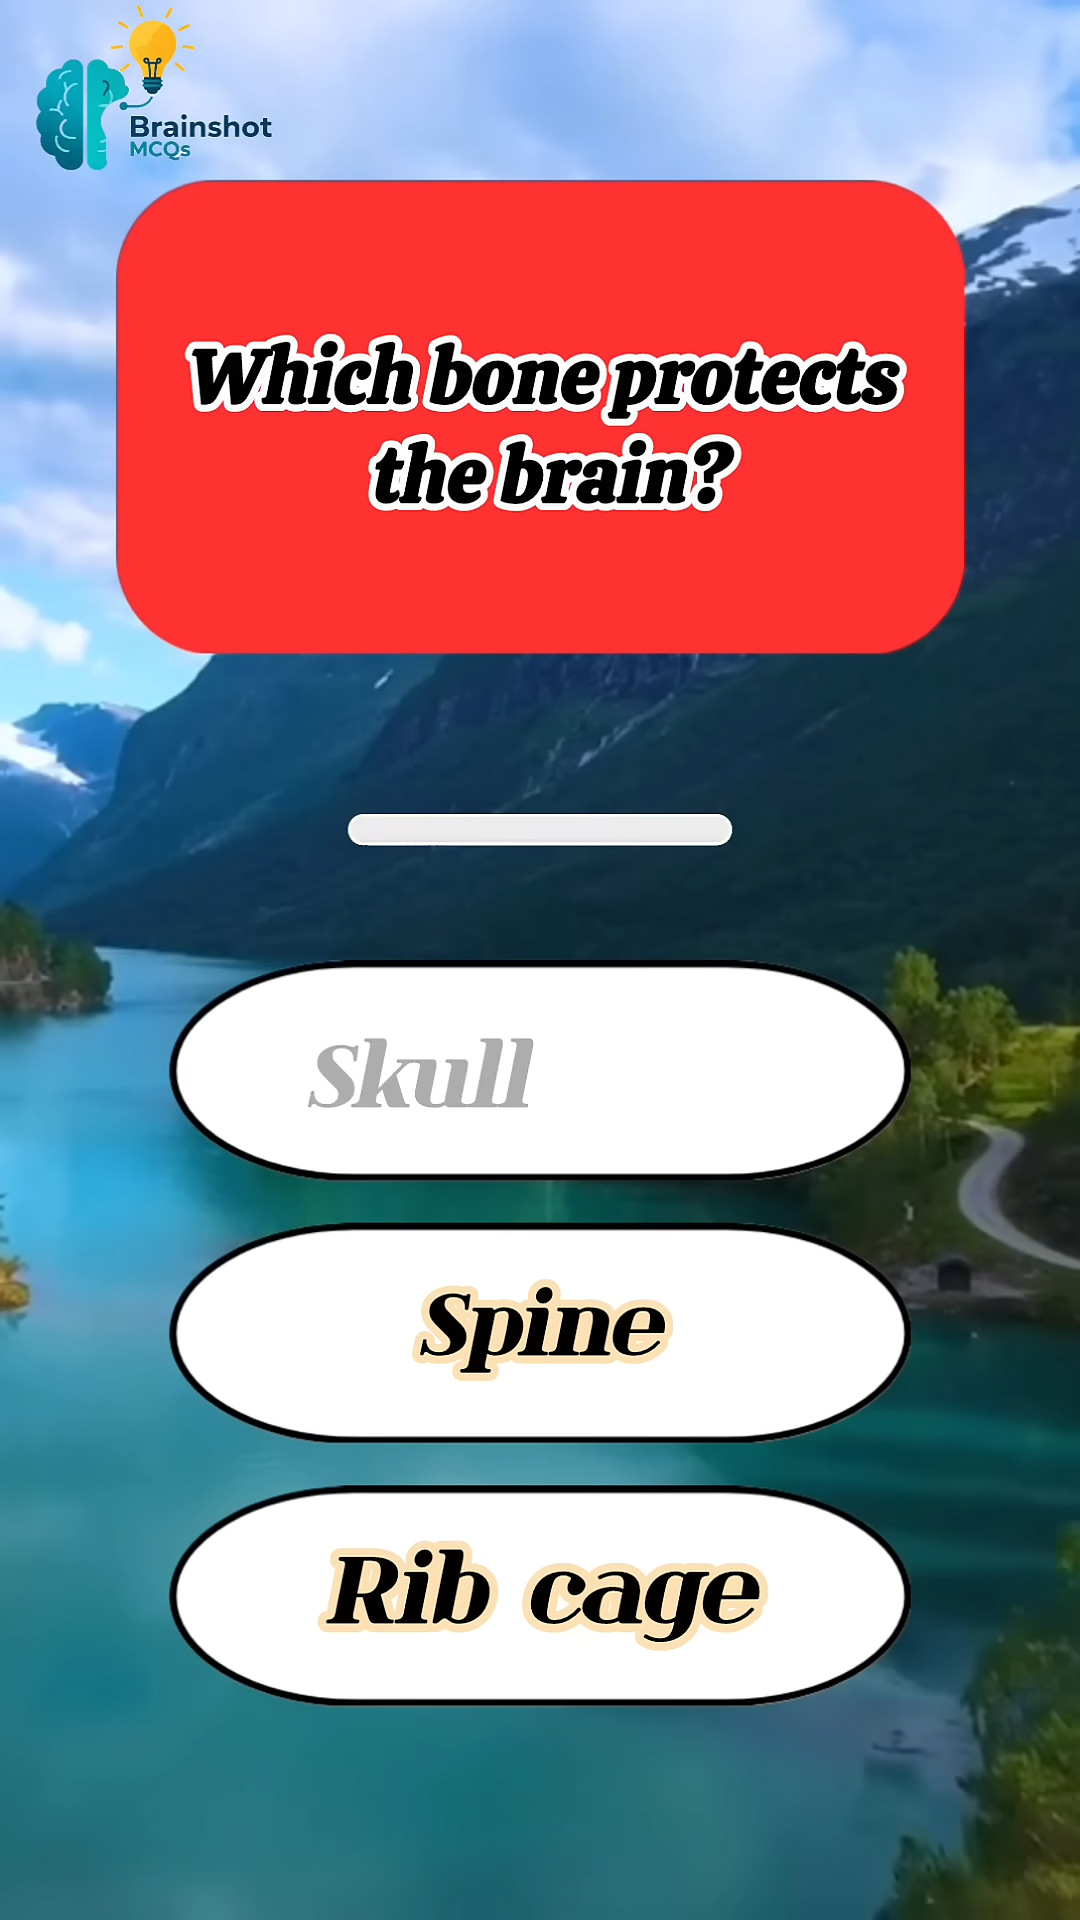 Brainshot
MCQs
Which bone protects
the brain?
Skull
Spine
Rib cage